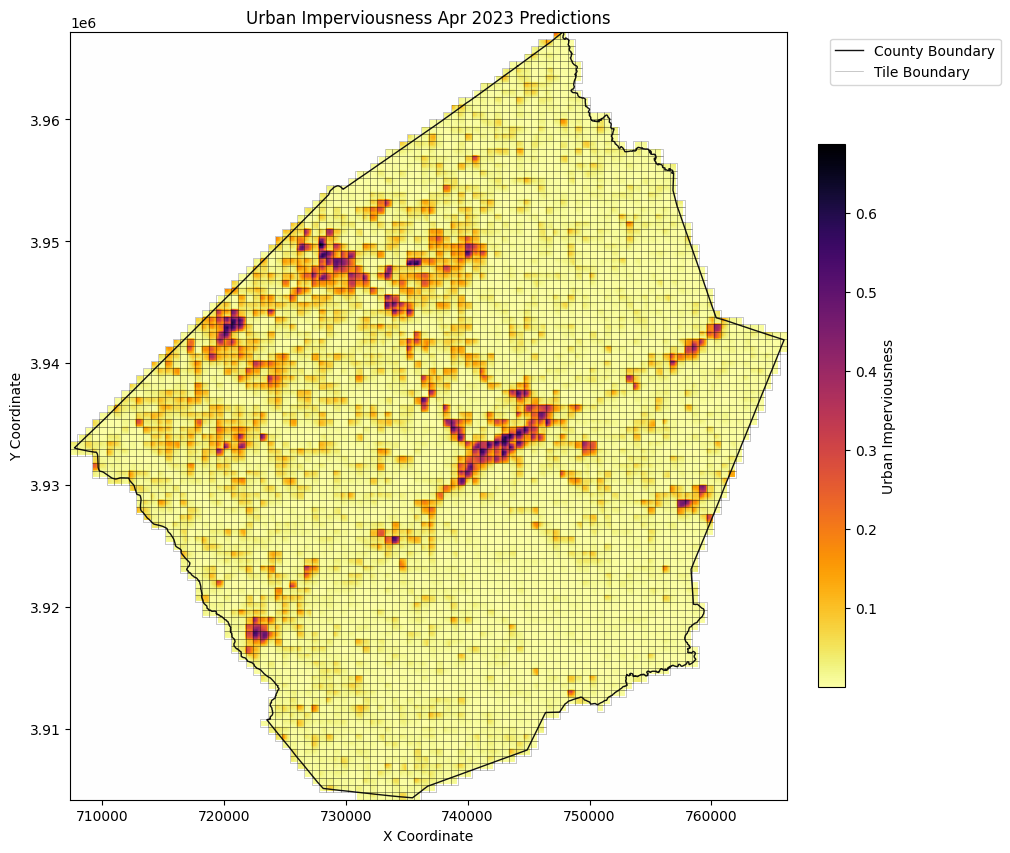 Urban Imperviousness Apr 2023 Predictions
1e6
County Boundary
Tile Boundary
3.96
3.95
3.94
3.93
3.92
3.91
Y Coordinate
710000 720000 730000 740000 750000 760000
X Coordinate
0.6
0.5
0.4
0.3
0.2
0.1
Urban Imperviousness